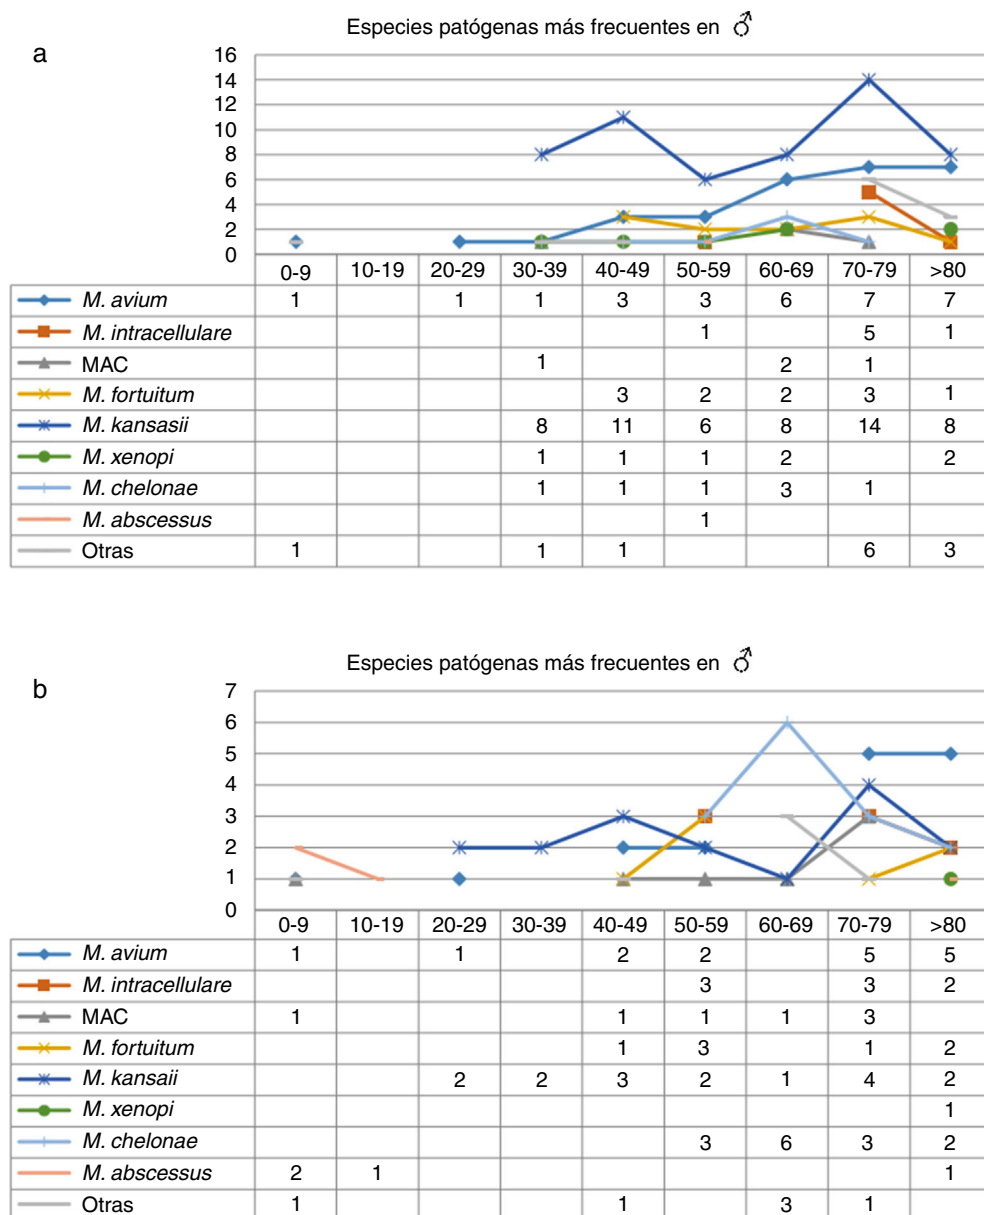 Especies patógenas más frecuentes en ♂
a
16
14
12
10
8
6
4
2
0
0-9 10-19 20-29 30-39 40-49 50-59 60-69 70-79 >80
M. avium 1 1 1 3 3 6 7 7
M. intracellulare 1 5 1
MAC 1 2 1
M. fortuitum 3 2 2 3 1
M. kansasii 8 11 6 8 14 8
M. xenopi 1 1 1 2 2
M. chelonae 1 1 1 3 1
M. abscessus 1
Otras 1 1 1 6 3
Especies patógenas más frecuentes en ♂
b
7
6
5
4
3
2
1
0
0-9 10-19 20-29 30-39 40-49 50-59 60-69 70-79 >80
M. avium 1 1 2 2 5 5
M. intracellulare 3 3 2
MAC 1 1 1 1 3
M. fortuitum 1 3 1 2
M. kansaii 2 2 3 2 1 4 2
M. xenopi 1
M. chelonae 3 6 3 2
M. abscessus 2 1 1
Otras 1 1 3 1